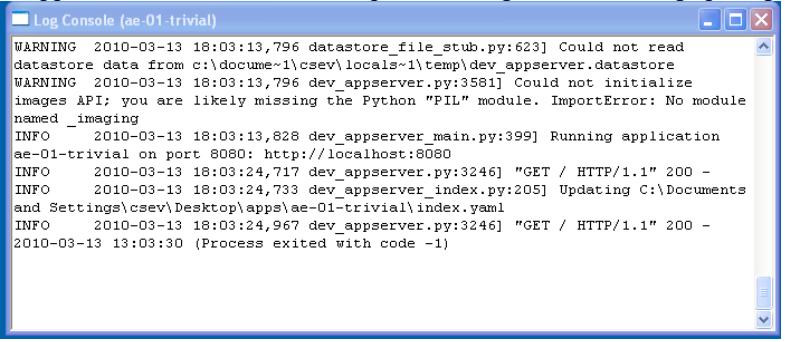 Log Console (ae-01-trivial)
WARNING  2010-03-13 18:03:13,796 datastore_file_stub.py:623] Could not read
datastore data from c:\docume~1\csev\locals~1\temp\dev_appserver.datastore
WARNING  2010-03-13 18:03:13,796 dev_appserver.py:3581] Could not initialize
images API; you are likely missing the Python "PIL" module. ImportError: No module
named _imaging
INFO     2010-03-13 18:03:13,828 dev_appserver_main.py:399] Running application
ae-01-trivial on port 8080: http://localhost:8080
INFO     2010-03-13 18:03:24,717 dev_appserver.py:3246] "GET / HTTP/1.1" 200 -
INFO     2010-03-13 18:03:24,733 dev_appserver_index.py:205] Updating C:\Documents
and Settings\csev\Desktop\apps\ae-01-trivial\index.yaml
INFO     2010-03-13 18:03:24,967 dev_appserver.py:3246] "GET / HTTP/1.1" 200 -
2010-03-13 13:03:30 (Process exited with code -1)